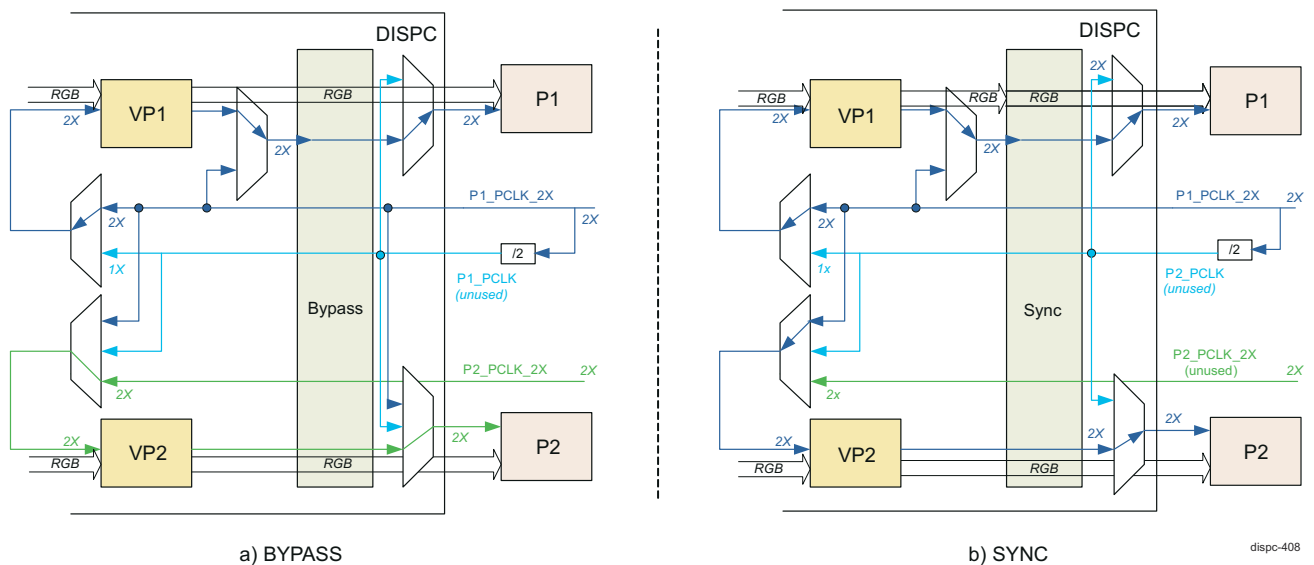 DISPC
RGB
VP1
RGB
P1
2X
2X
2X
P1_PCLK_2X
2X
2X
/2
1X
P1_PCLK
(unused)
Bypass
P2_PCLK_2X
2X
2X
2X
VP2
2X
P2
RGB
RGB
a) BYPASS
DISPC
2X
RGB
VP1
RGB
RGB
P1
2X
2X
2X
P1_PCLK_2X
2X
2X
/2
1x
P2_PCLK
(unused)
Sync
P2_PCLK_2X
(unused)
2X
2x
2X
VP2
2X
2X
P2
RGB
RGB
b) SYNC
dispc-408